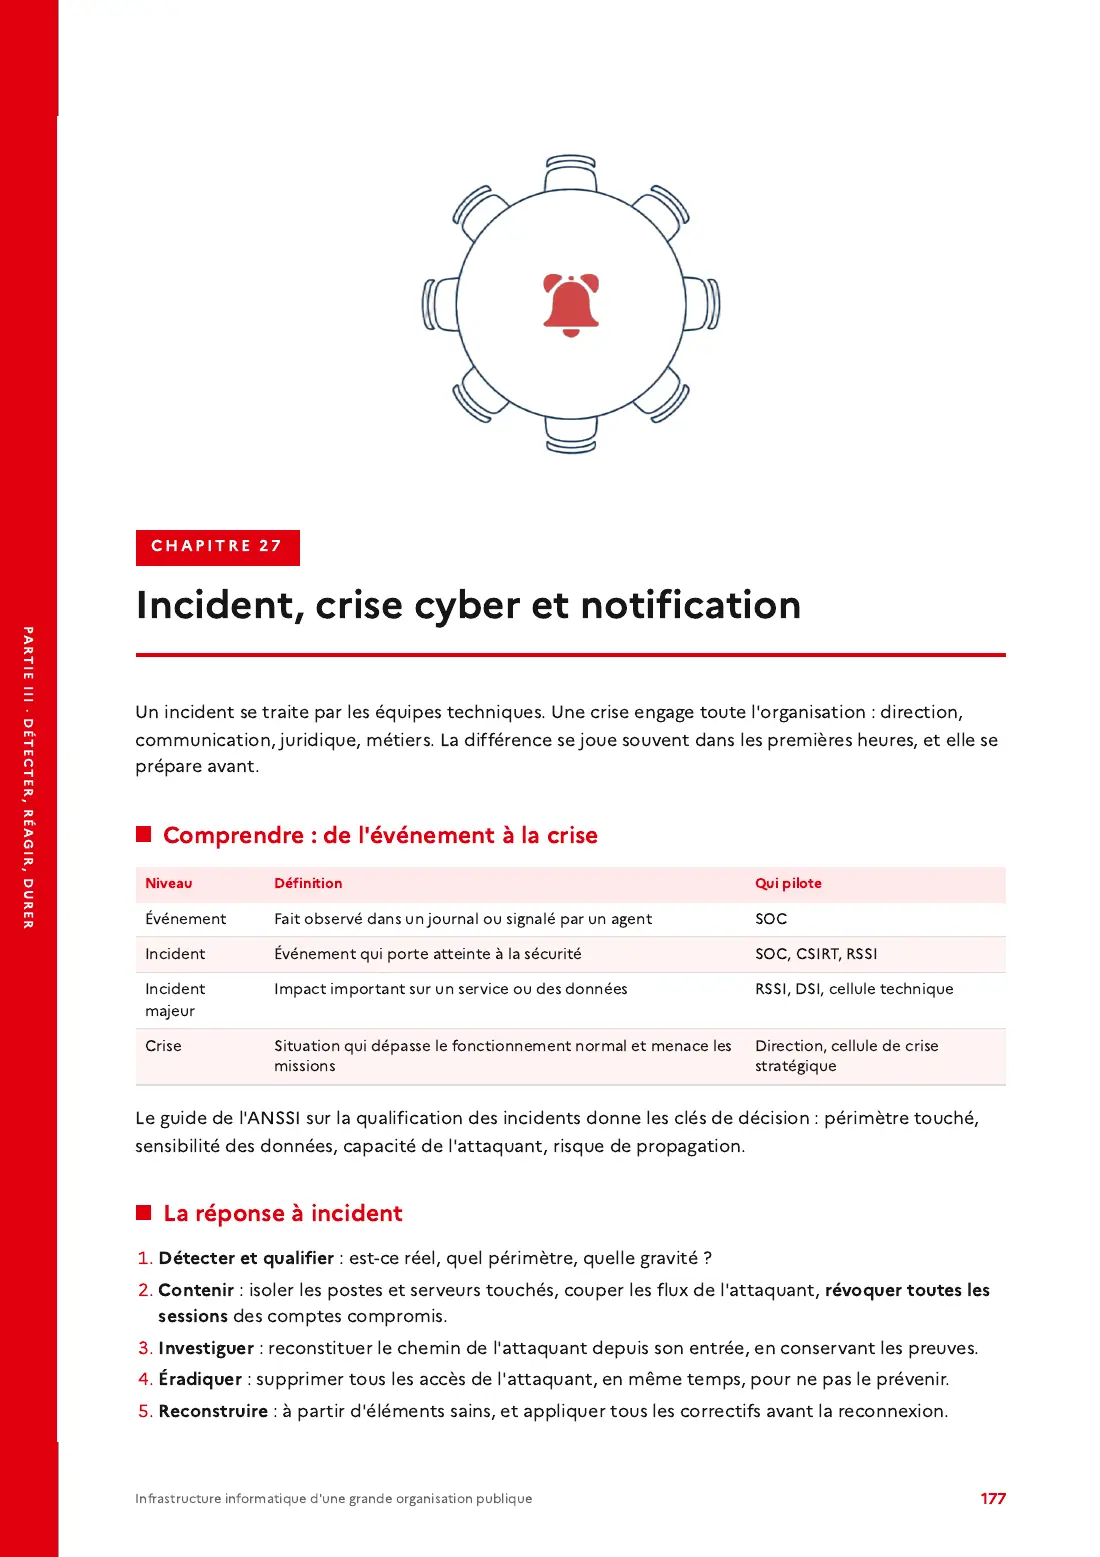 PARTIE III · DÉTECTER, RÉAGIR, DURER
CHAPITRE 27
Incident, crise cyber et notification
Un incident se traite par les équipes techniques. Une crise engage toute l'organisation : direction,
communication, juridique, métiers. La différence se joue souvent dans les premières heures, et elle se
prépare avant.
Comprendre : de l'événement à la crise
Niveau Définition Qui pilote
Événement Fait observé dans un journal ou signalé par un agent SOC
Incident Événement qui porte atteinte à la sécurité SOC, CSIRT, RSSI
Incident majeur Impact important sur un service ou des données RSSI, DSI, cellule technique
Crise Situation qui dépasse le fonctionnement normal et menace les missions Direction, cellule de crise stratégique
Le guide de l'ANSSI sur la qualification des incidents donne les clés de décision : périmètre touché,
sensibilité des données, capacité de l'attaquant, risque de propagation.
La réponse à incident
1. Détecter et qualifier : est-ce réel, quel périmètre, quelle gravité ?
2. Contenir : isoler les postes et serveurs touchés, couper les flux de l'attaquant, révoquer toutes les
sessions des comptes compromis.
3. Investiguer : reconstituer le chemin de l'attaquant depuis son entrée, en conservant les preuves.
4. Éradiquer : supprimer tous les accès de l'attaquant, en même temps, pour ne pas le prévenir.
5. Reconstruire : à partir d'éléments sains, et appliquer tous les correctifs avant la reconnexion.
Infrastructure informatique d'une grande organisation publique 177